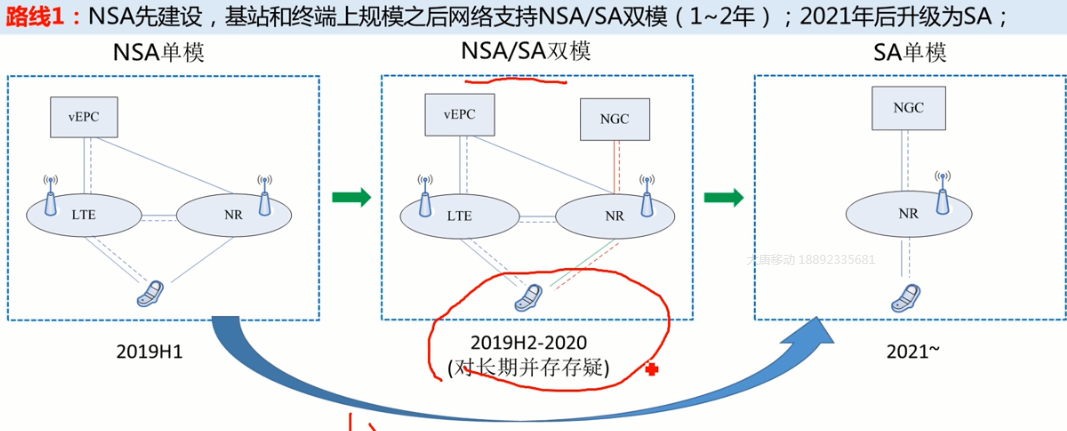 路线1：NSA先建设，基站和终端上规模之后网络支持NSA/SA双模（1~2年）；2021年后升级为SA；
NSA单模
NSA/SA双模
SA单模
vEPC
vEPC
NGC
NGC
LTE
NR
LTE
NR
NR
大唐移动 18892335681
2019H1
2019H2-2020
(对长期并存存疑)
2021~